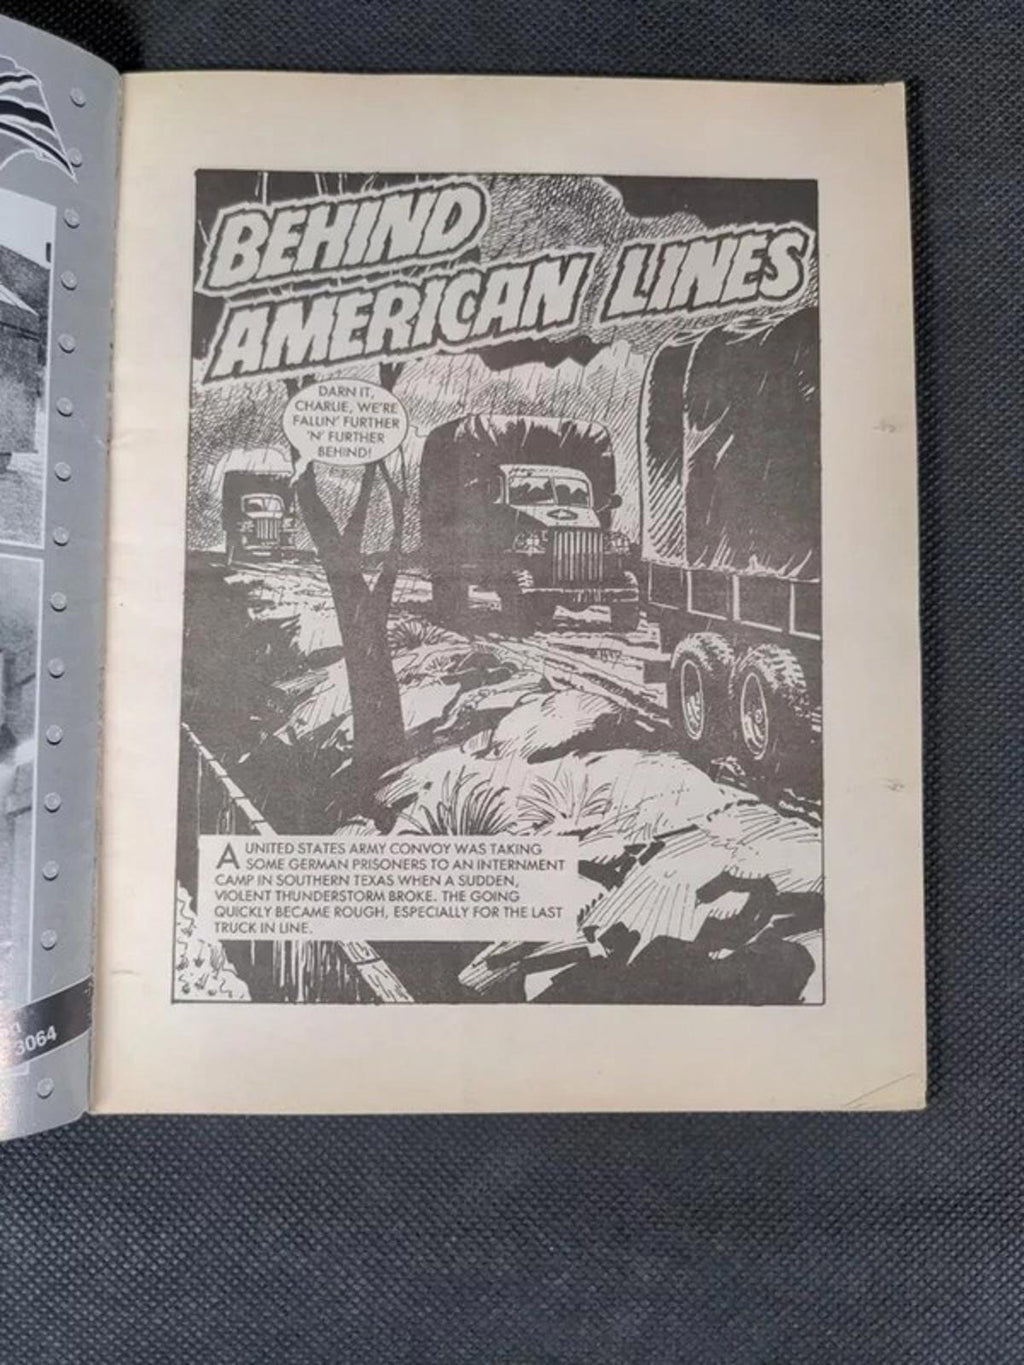 BEHIND
AMERICAN LINES
DARN IT,
CHARLIE, WE'RE
FALLIN' FURTHER
'N' FURTHER
BEHIND!
A UNITED STATES ARMY CONVOY WAS TAKING
SOME GERMAN PRISONERS TO AN INTERNMENT
CAMP IN SOUTHERN TEXAS WHEN A SUDDEN,
VIOLENT THUNDERSTORM BROKE. THE GOING
QUICKLY BECAME ROUGH, ESPECIALLY FOR THE LAST
TRUCK IN LINE.
3064